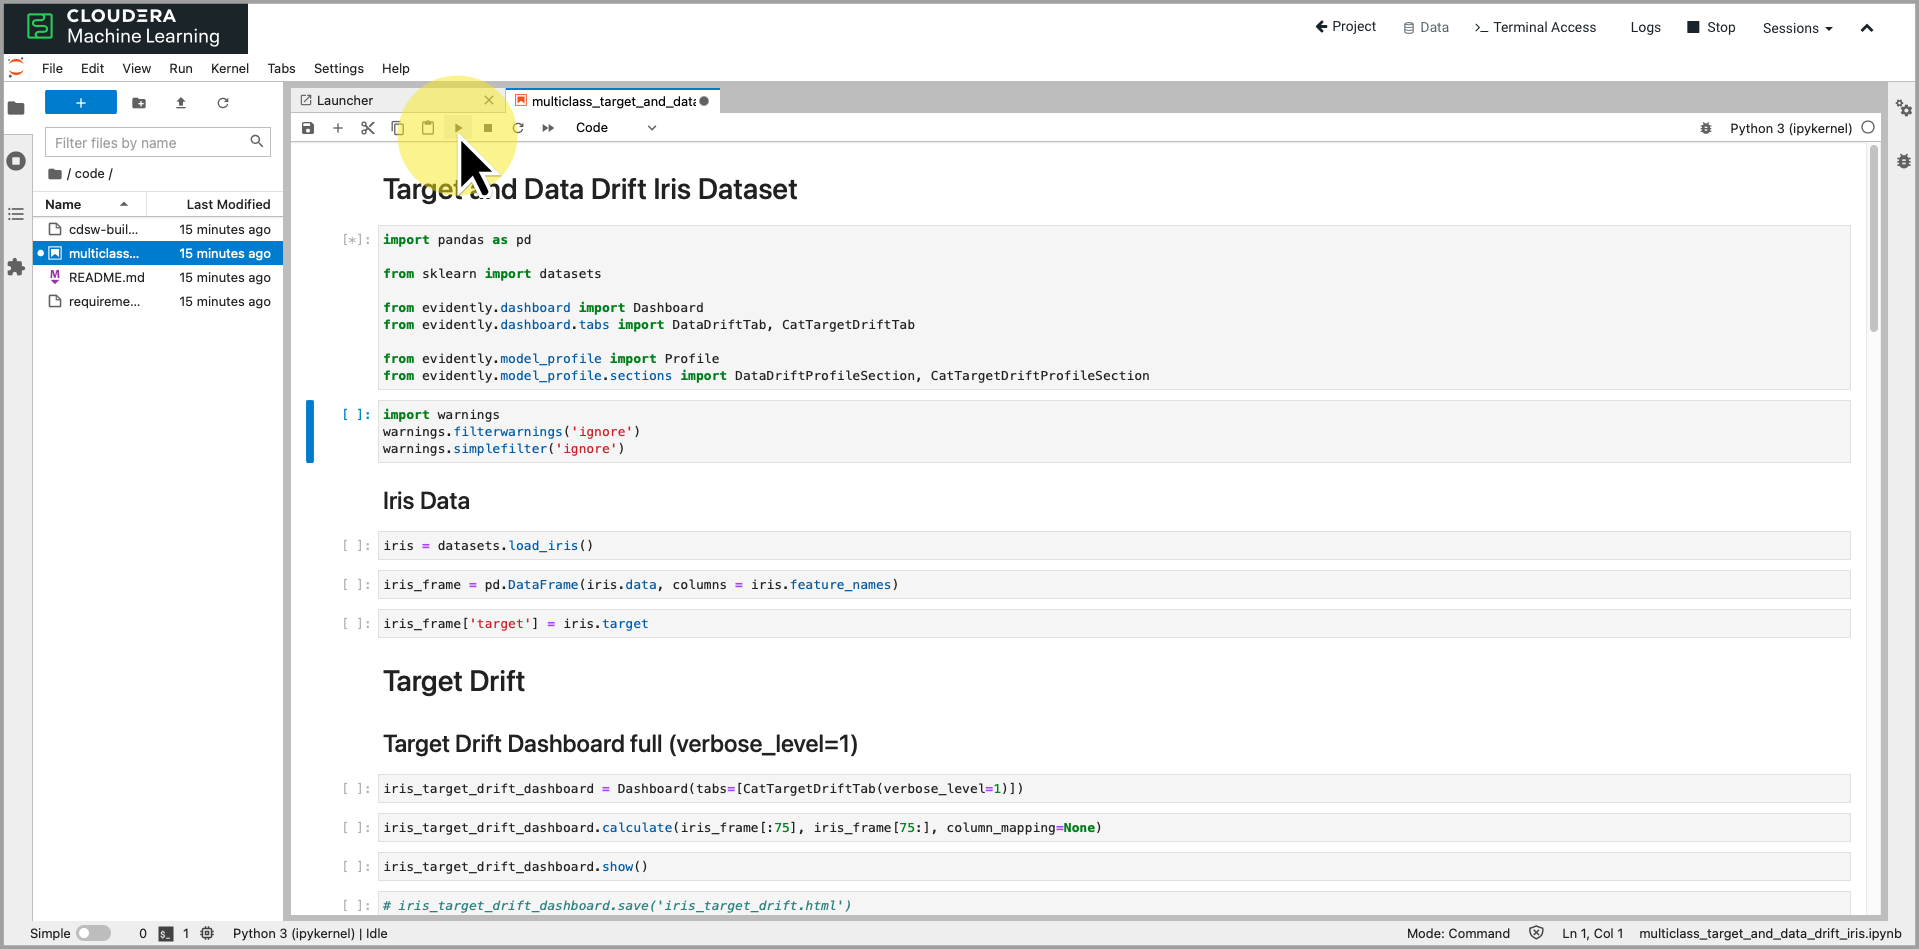 CLOUDERA
Machine Learning
Project Data Terminal Access Logs Stop Sessions
File Edit View Run Kernel Tabs Settings Help
Launcher
multiclass_target_and_data
Code
Python 3 (ipykernel)
Filter files by name
/ code /
Name Last Modified
cdsw-buil... 15 minutes ago
multiclass... 15 minutes ago
README.md 15 minutes ago
requireme... 15 minutes ago
Target and Data Drift Iris Dataset
[*]: import pandas as pd
from sklearn import datasets
from evidently.dashboard import Dashboard
from evidently.dashboard.tabs import DataDriftTab, CatTargetDriftTab
from evidently.model_profile import Profile
from evidently.model_profile.sections import DataDriftProfileSection, CatTargetDriftProfileSection
[ ]: import warnings
warnings.filterwarnings('ignore')
warnings.simplefilter('ignore')
Iris Data
[ ]: iris = datasets.load_iris()
[ ]: iris_frame = pd.DataFrame(iris.data, columns = iris.feature_names)
[ ]: iris_frame['target'] = iris.target
Target Drift
Target Drift Dashboard full (verbose_level=1)
[ ]: iris_target_drift_dashboard = Dashboard(tabs=[CatTargetDriftTab(verbose_level=1)])
[ ]: iris_target_drift_dashboard.calculate(iris_frame[:75], iris_frame[75:], column_mapping=None)
[ ]: iris_target_drift_dashboard.show()
[ ]: # iris_target_drift_dashboard.save('iris_target_drift.html')
Simple 0 1 Python 3 (ipykernel) | Idle
Mode: Command Ln 1, Col 1 multiclass_target_and_data_drift_iris.ipynb